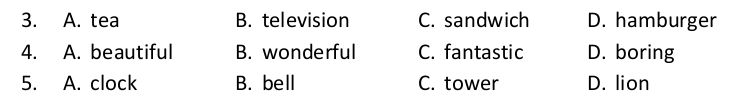 3. A. tea B. television C. sandwich D. hamburger
4. A. beautiful B. wonderful C. fantastic D. boring
5. A. clock B. bell C. tower D. lion